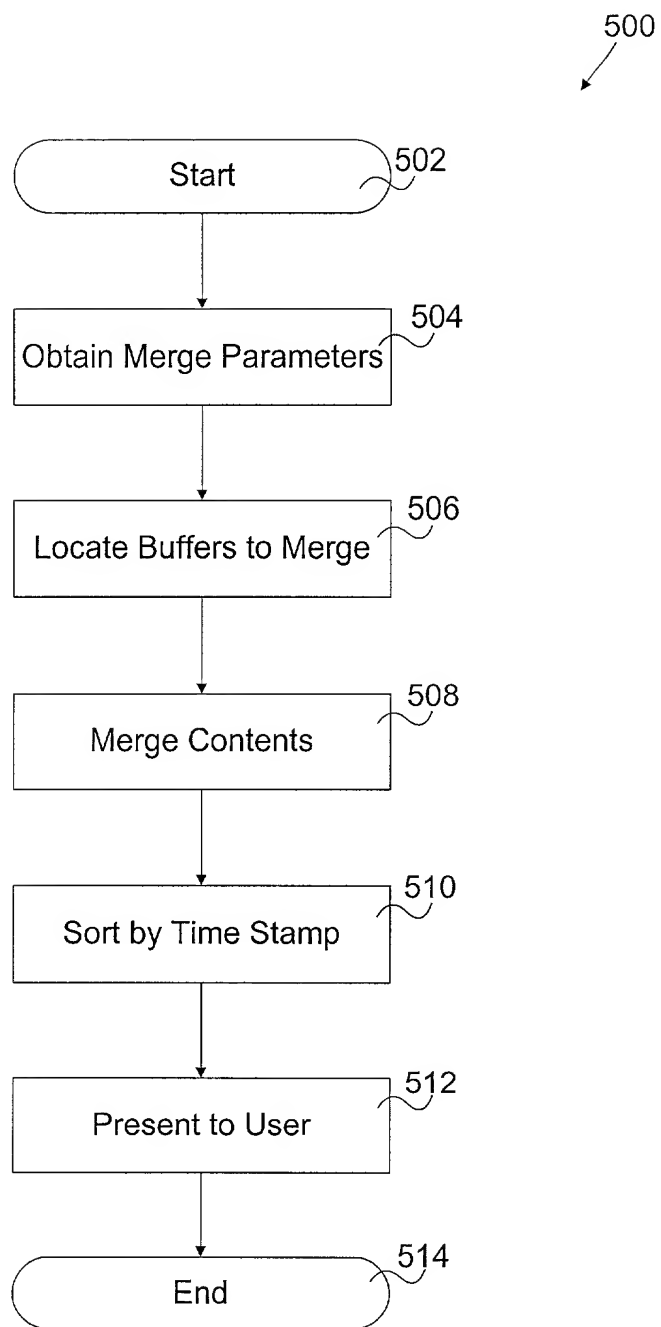 500
Start
502
Obtain Merge Parameters
504
Locate Buffers to Merge
506
Merge Contents
508
Sort by Time Stamp
510
Present to User
512
End
514